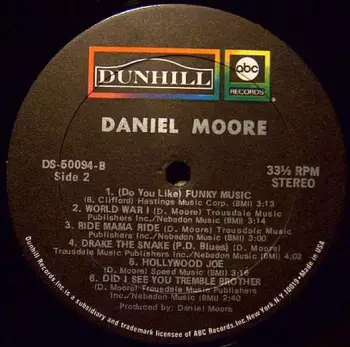 DUNHILL
abc
RECORDS
DANIEL MOORE
DS-50094-B
Side 2
33⅓ RPM
STEREO
1. (Do You Like) FUNKY MUSIC
(B. Clifford) Hastings Music Corp. (BMI) 3:13
2. WORLD WAR I (D. Moore) Trousdale Music
Publishers Inc./Nebadon Music (BMI) 3:14
3. RIDE MAMA RIDE (D. Moore) Trousdale Music
Publishers Inc./Nebadon Music (BMI) 3:00
4. DRAKE THE SNAKE (P.D. Blues) (D. Moore)
Trousdale Music Publishers Inc./Nebadon Music (BMI) 4:02
5. HOLLYWOOD JOE
(D. Moore) Speed Music (BMI) 3:16
6. DID I SEE YOU TREMBLE BROTHER
(D. Moore) Trousdale Music Publishers
Inc./Nebadon Music (BMI) 2:40
Produced by: Daniel Moore
Dunhill Records Inc. is a subsidiary and trademark licensee of ABC Records Inc. New York, N.Y. 10019 • Made in USA